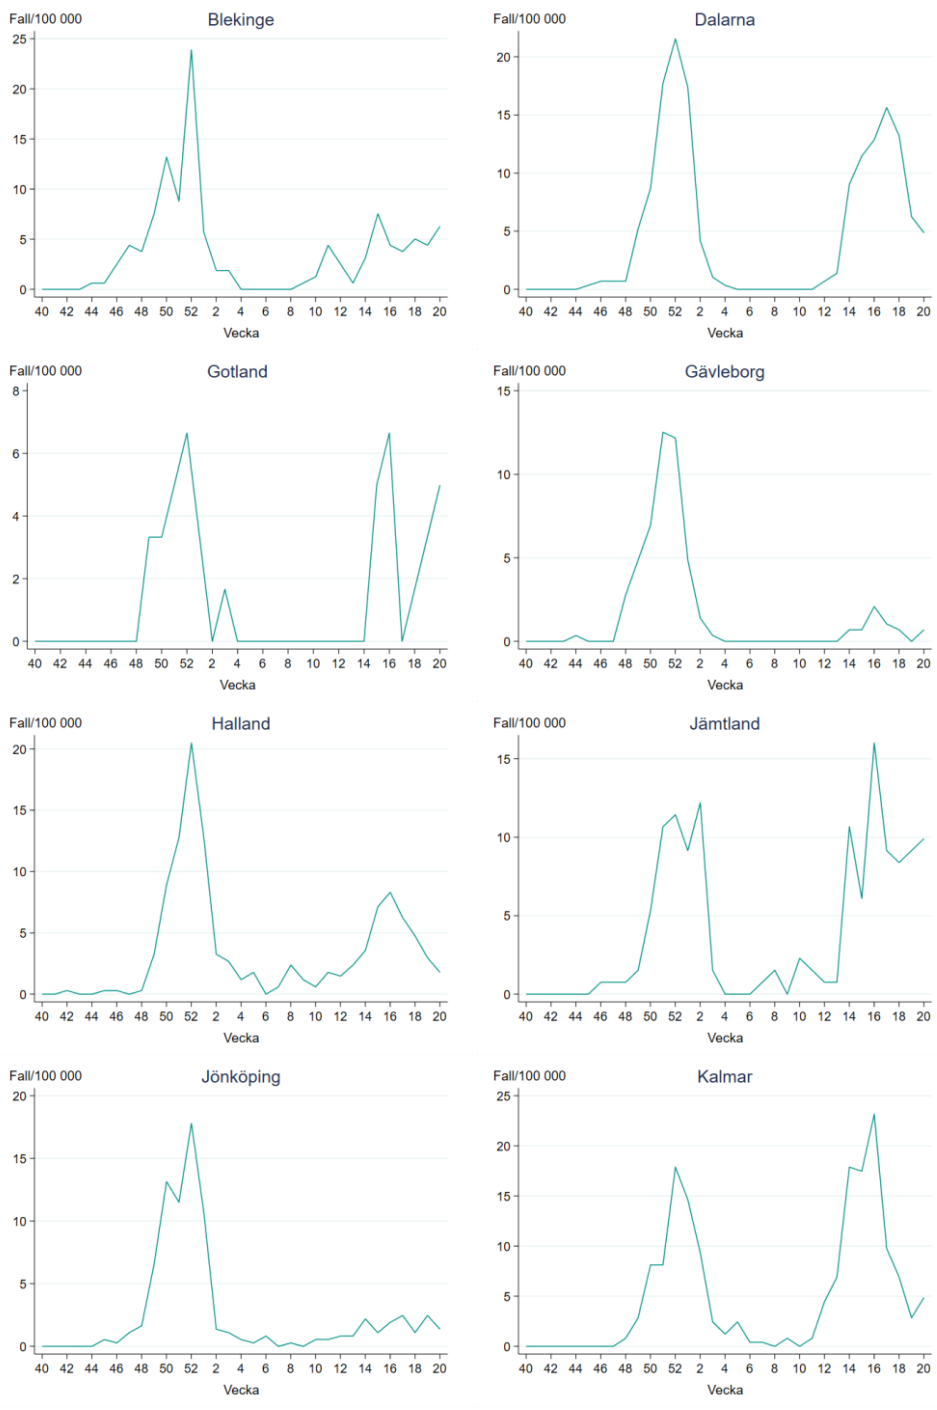 Fall/100 000 Blekinge
25
20
15
10
5
0
40 42 44 46 48 50 52 2 4 6 8 10 12 14 16 18 20
Vecka
Fall/100 000 Dalarna
20
15
10
5
0
40 42 44 46 48 50 52 2 4 6 8 10 12 14 16 18 20
Vecka
Fall/100 000 Gotland
8
6
4
2
0
40 42 44 46 48 50 52 2 4 6 8 10 12 14 16 18 20
Vecka
Fall/100 000 Gävleborg
15
10
5
0
40 42 44 46 48 50 52 2 4 6 8 10 12 14 16 18 20
Vecka
Fall/100 000 Halland
20
15
10
5
0
40 42 44 46 48 50 52 2 4 6 8 10 12 14 16 18 20
Vecka
Fall/100 000 Jämtland
15
10
5
0
40 42 44 46 48 50 52 2 4 6 8 10 12 14 16 18 20
Vecka
Fall/100 000 Jönköping
20
15
10
5
0
40 42 44 46 48 50 52 2 4 6 8 10 12 14 16 18 20
Vecka
Fall/100 000 Kalmar
25
20
15
10
5
0
40 42 44 46 48 50 52 2 4 6 8 10 12 14 16 18 20
Vecka